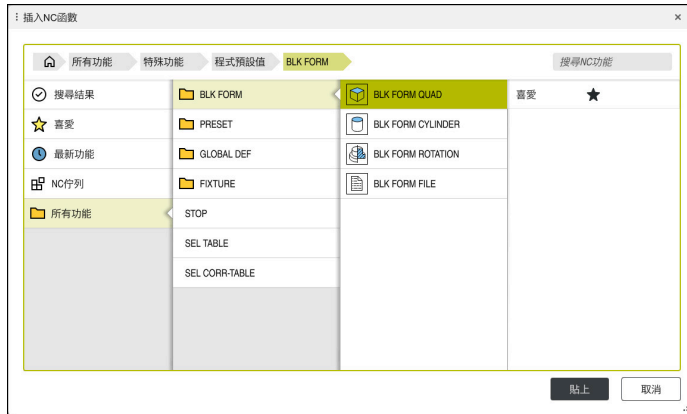 插入NC函數
所有功能 特殊功能 程式預設值 BLK FORM 搜尋NC功能
搜尋結果 BLK FORM BLK FORM QUAD 喜愛
喜愛 PRESET BLK FORM CYLINDER
最新功能 GLOBAL DEF BLK FORM ROTATION
NC佇列 FIXTURE BLK FORM FILE
所有功能 STOP
SEL TABLE
SEL CORR-TABLE
貼上 取消